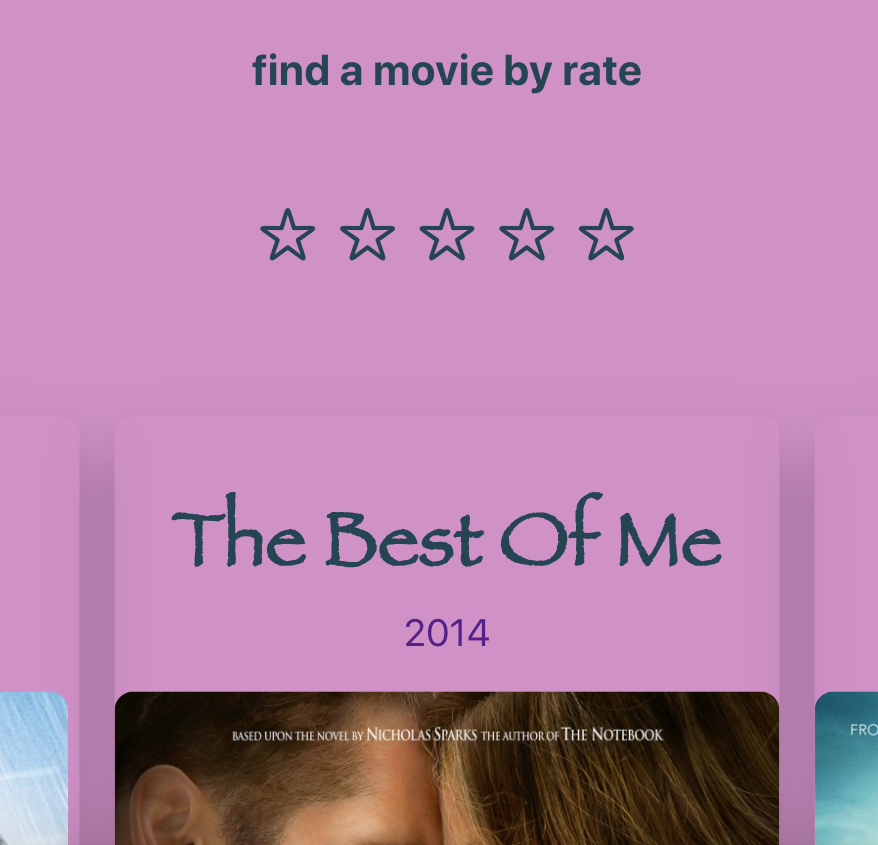 find a movie by rate
The Best Of Me
2014
BASED UPON THE NOVEL BY NICHOLAS SPARKS THE AUTHOR OF THE NOTEBOOK